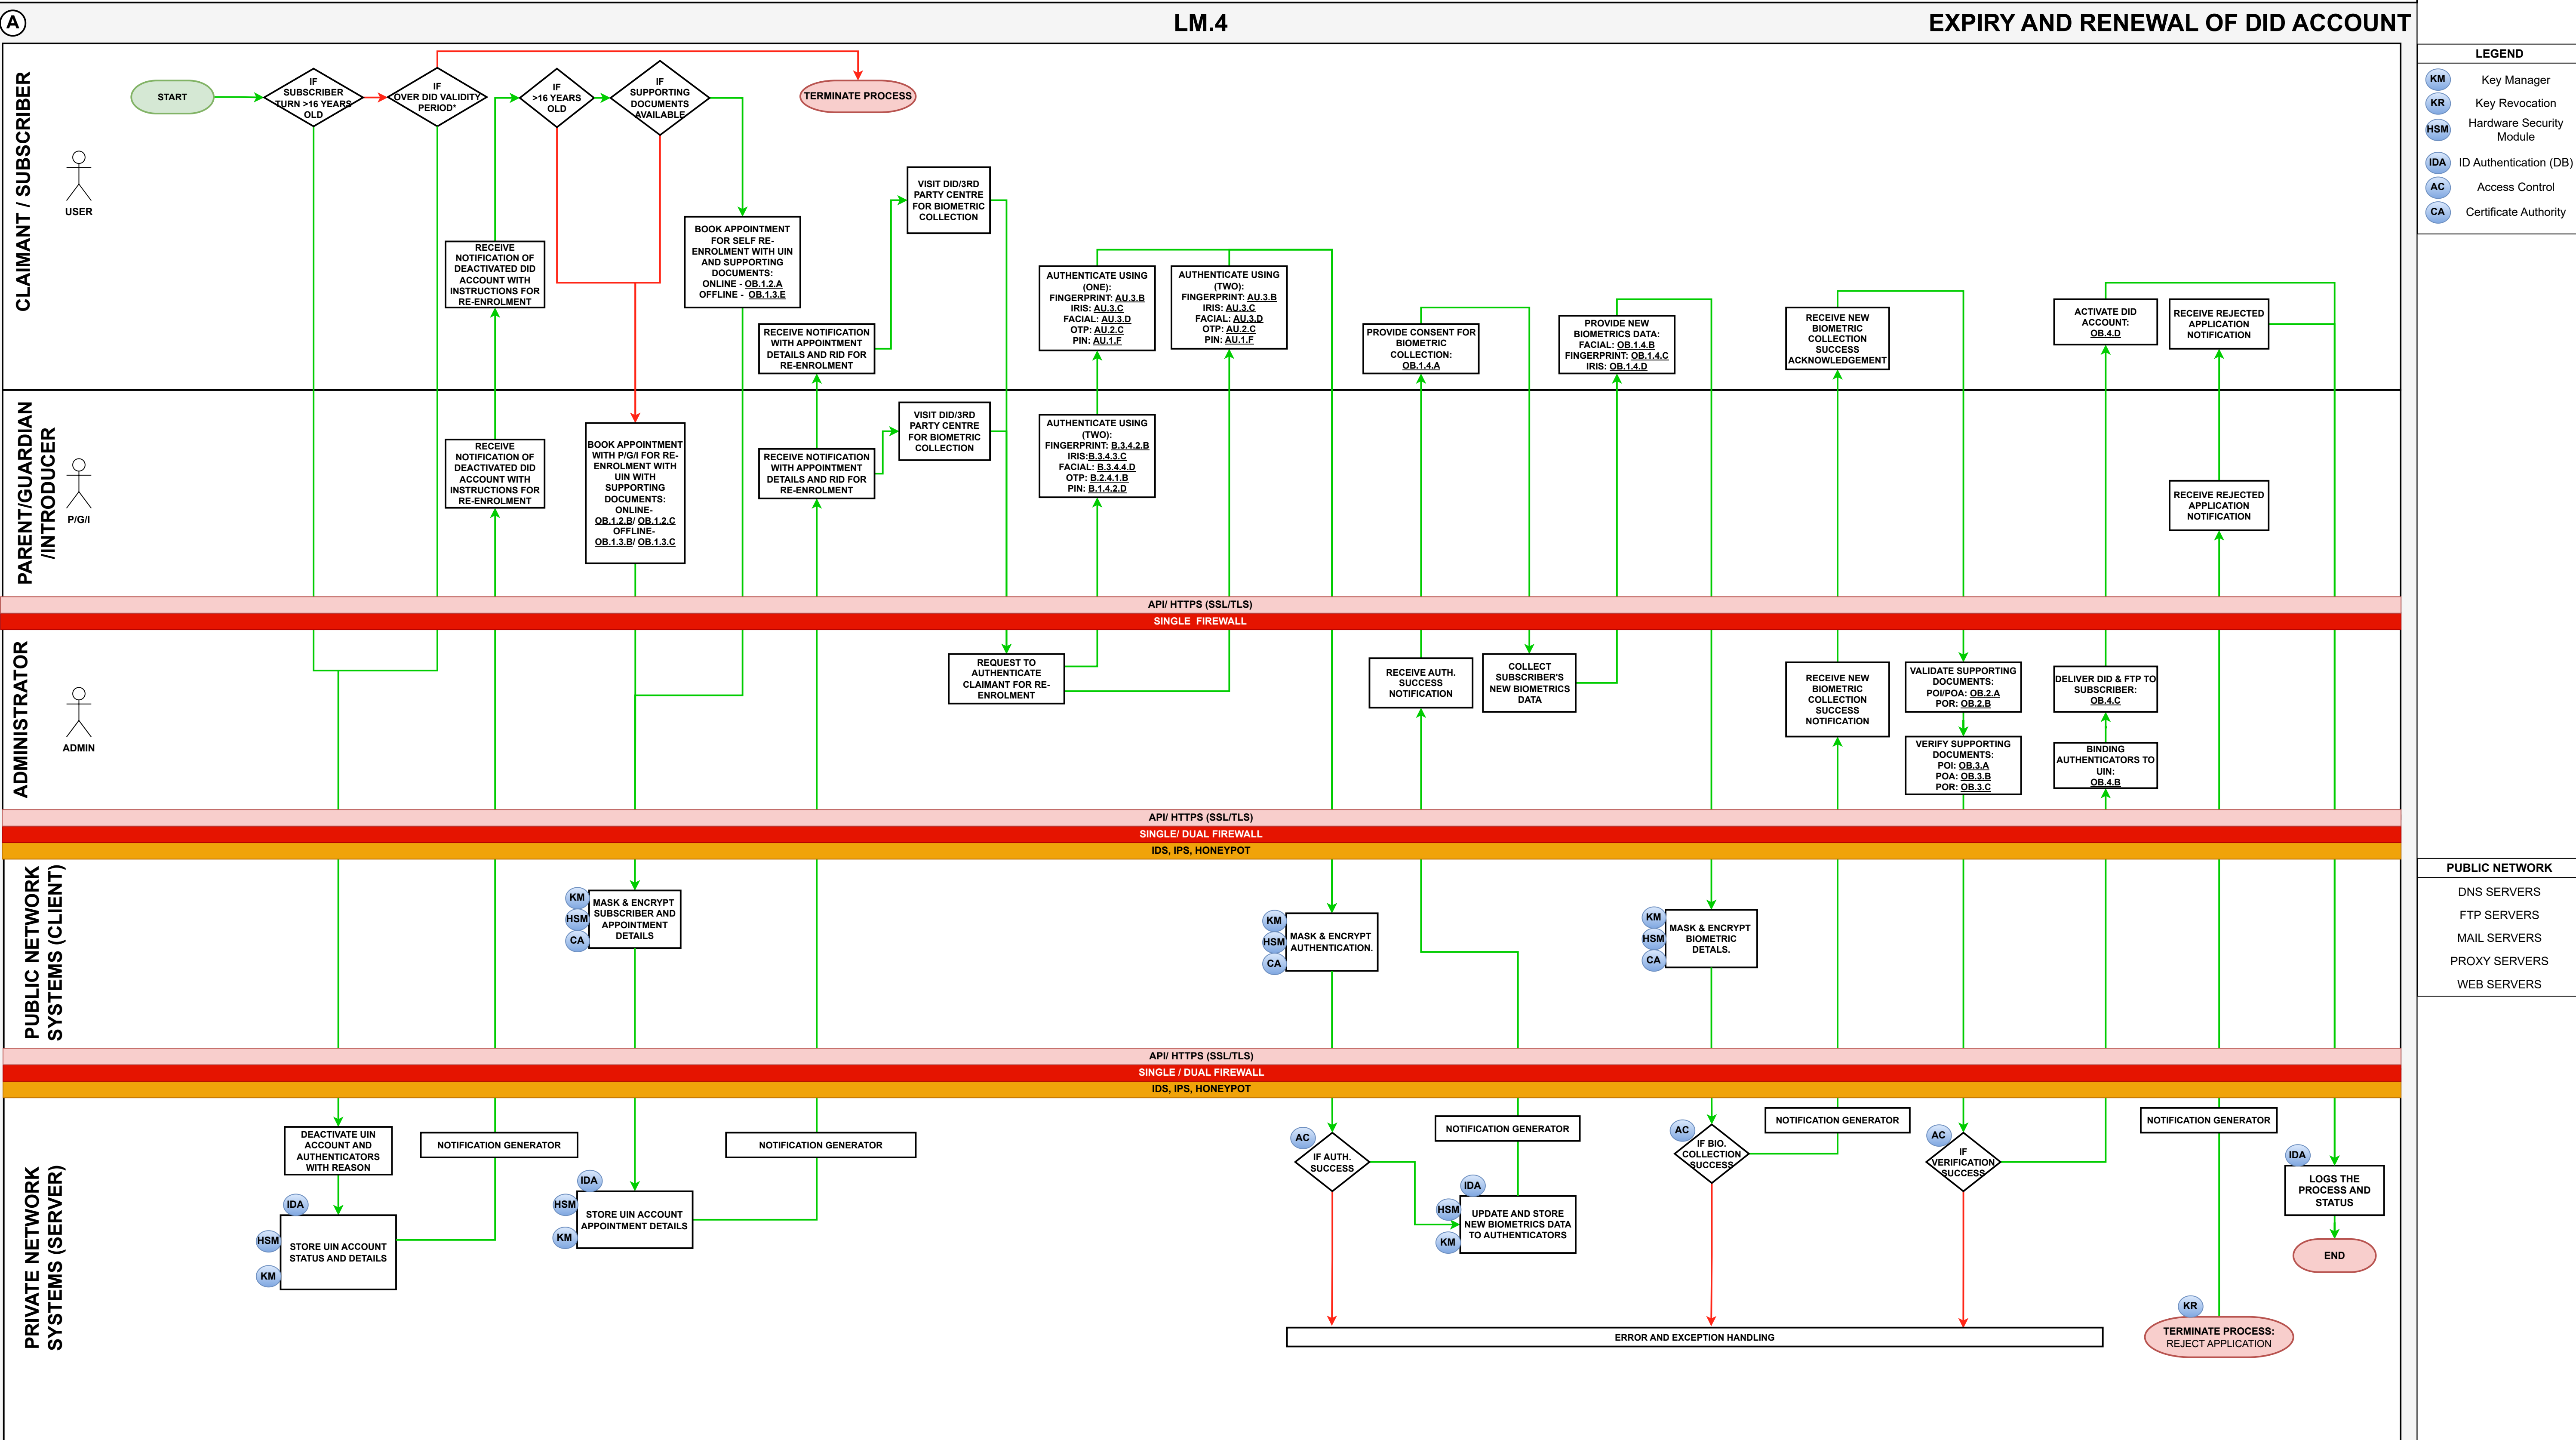 A
LM.4
EXPIRY AND RENEWAL OF DID ACCOUNT
LEGEND
KM Key Manager
KR Key Revocation
HSM Hardware Security
Module
IDA ID Authentication (DB)
AC Access Control
CA Certificate Authority
CLAIMANT / SUBSCRIBER
USER
START
IF
SUBSCRIBER
TURN >16 YEARS
OLD
IF
OVER DID VALIDITY
PERIOD*
IF
>16 YEARS
OLD
IF
SUPPORTING
DOCUMENTS
AVAILABLE
TERMINATE PROCESS
RECEIVE
NOTIFICATION OF
DEACTIVATED DID
ACCOUNT WITH
INSTRUCTIONS FOR
RE-ENROLMENT
BOOK APPOINTMENT
FOR SELF RE-
ENROLMENT WITH UIN
AND SUPPORTING
DOCUMENTS:
ONLINE - OB.1.2.A
OFFLINE - OB.1.3.E
RECEIVE NOTIFICATION
WITH APPOINTMENT
DETAILS AND RID FOR
RE-ENROLMENT
VISIT DID/3RD
PARTY CENTRE
FOR BIOMETRIC
COLLECTION
AUTHENTICATE USING
(ONE):
FINGERPRINT: AU.3.B
IRIS: AU.3.C
FACIAL: AU.3.D
OTP: AU.2.C
PIN: AU.1.F
AUTHENTICATE USING
(TWO):
FINGERPRINT: AU.3.B
IRIS: AU.3.C
FACIAL: AU.3.D
OTP: AU.2.C
PIN: AU.1.F
PROVIDE CONSENT FOR
BIOMETRIC
COLLECTION:
OB.1.4.A
PROVIDE NEW
BIOMETRICS DATA:
FACIAL: OB.1.4.B
FINGERPRINT: OB.1.4.C
IRIS: OB.1.4.D
RECEIVE NEW
BIOMETRIC
COLLECTION
SUCCESS
ACKNOWLEDGEMENT
ACTIVATE DID
ACCOUNT:
OB.4.D
RECEIVE REJECTED
APPLICATION
NOTIFICATION
PARENT/GUARDIAN
/INTRODUCER
P/G/I
RECEIVE
NOTIFICATION OF
DEACTIVATED DID
ACCOUNT WITH
INSTRUCTIONS FOR
RE-ENROLMENT
BOOK APPOINTMENT
WITH P/G/I FOR RE-
ENROLMENT WITH
UIN WITH
SUPPORTING
DOCUMENTS:
ONLINE-
OB.1.2.B/ OB.1.2.C
OFFLINE-
OB.1.3.B/ OB.1.3.C
RECEIVE NOTIFICATION
WITH APPOINTMENT
DETAILS AND RID FOR
RE-ENROLMENT
VISIT DID/3RD
PARTY CENTRE
FOR BIOMETRIC
COLLECTION
AUTHENTICATE USING
(TWO):
FINGERPRINT: B.3.4.2.B
IRIS:B.3.4.3.C
FACIAL: B.3.4.4.D
OTP: B.2.4.1.B
PIN: B.1.4.2.D
RECEIVE REJECTED
APPLICATION
NOTIFICATION
API/ HTTPS (SSL/TLS)
SINGLE FIREWALL
ADMINISTRATOR
ADMIN
REQUEST TO
AUTHENTICATE
CLAIMANT FOR RE-
ENROLMENT
RECEIVE AUTH.
SUCCESS
NOTIFICATION
COLLECT
SUBSCRIBER'S
NEW BIOMETRICS
DATA
RECEIVE NEW
BIOMETRIC
COLLECTION
SUCCESS
NOTIFICATION
VALIDATE SUPPORTING
DOCUMENTS:
POI/POA: OB.2.A
POR: OB.2.B
VERIFY SUPPORTING
DOCUMENTS:
POI: OB.3.A
POA: OB.3.B
POR: OB.3.C
DELIVER DID & FTP TO
SUBSCRIBER:
OB.4.C
BINDING
AUTHENTICATORS TO
UIN:
OB.4.B
API/ HTTPS (SSL/TLS)
SINGLE/ DUAL FIREWALL
IDS, IPS, HONEYPOT
PUBLIC NETWORK
SYSTEMS (CLIENT)
KM
HSM
CA
MASK & ENCRYPT
SUBSCRIBER AND
APPOINTMENT
DETAILS
KM
HSM
CA
MASK & ENCRYPT
AUTHENTICATION.
KM
HSM
CA
MASK & ENCRYPT
BIOMETRIC
DETALS.
PUBLIC NETWORK
DNS SERVERS
FTP SERVERS
MAIL SERVERS
PROXY SERVERS
WEB SERVERS
API/ HTTPS (SSL/TLS)
SINGLE / DUAL FIREWALL
IDS, IPS, HONEYPOT
PRIVATE NETWORK
SYSTEMS (SERVER)
DEACTIVATE UIN
ACCOUNT AND
AUTHENTICATORS
WITH REASON
IDA
HSM
KM
STORE UIN ACCOUNT
STATUS AND DETAILS
NOTIFICATION GENERATOR
IDA
HSM
KM
STORE UIN ACCOUNT
APPOINTMENT DETAILS
NOTIFICATION GENERATOR
AC
IF AUTH.
SUCCESS
NOTIFICATION GENERATOR
IDA
HSM
KM
UPDATE AND STORE
NEW BIOMETRICS DATA
TO AUTHENTICATORS
AC
IF BIO.
COLLECTION
SUCCESS
NOTIFICATION GENERATOR
AC
IF
VERIFICATION
SUCCESS
NOTIFICATION GENERATOR
IDA
LOGS THE
PROCESS AND
STATUS
END
KR
TERMINATE PROCESS:
REJECT APPLICATION
ERROR AND EXCEPTION HANDLING